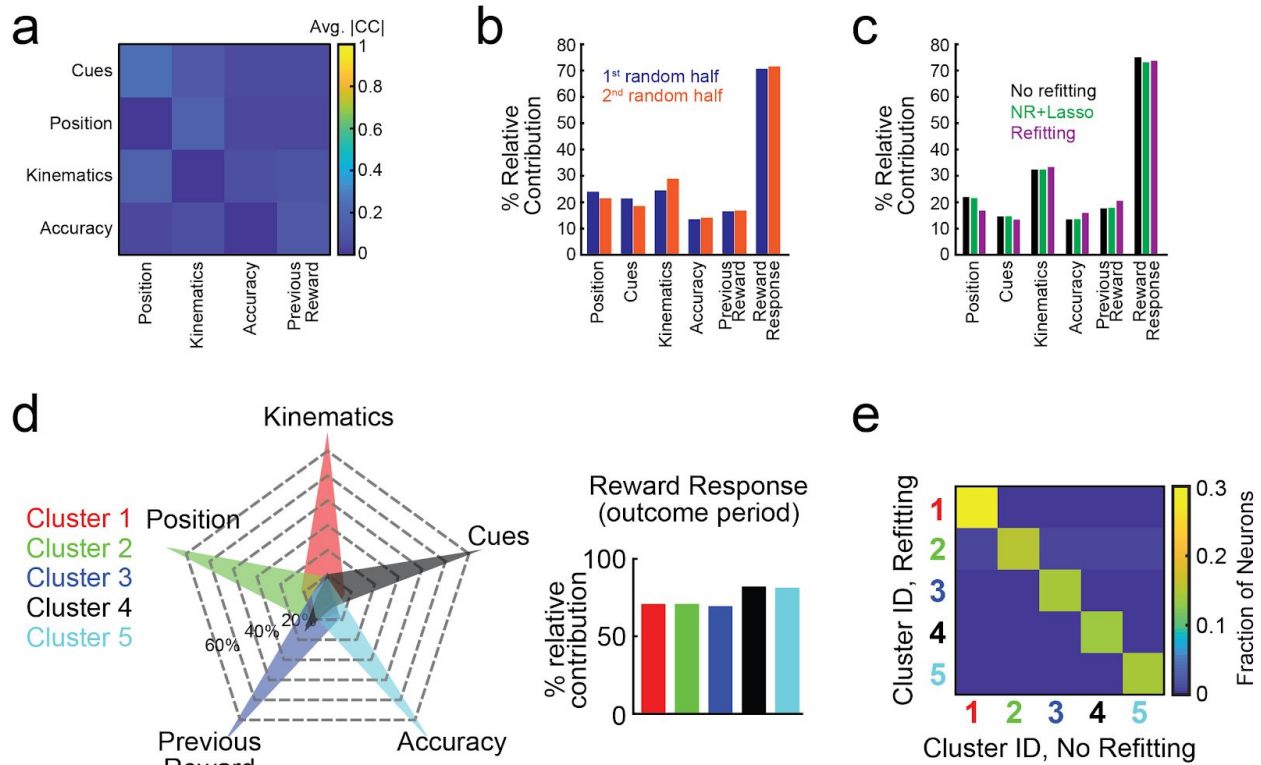 a
Avg. |CC|
Cues
Position
Kinematics
Accuracy
1
0.8
0.6
0.4
0.2
0
Position
Kinematics
Accuracy
Previous
Reward
b
% Relative
Contribution
80
70
60
50
40
30
20
10
0
1st random half
2nd random half
Position
Cues
Kinematics
Accuracy
Previous
Reward
Reward
Response
c
% Relative
Contribution
80
70
60
50
40
30
20
10
0
No refitting
NR+Lasso
Refitting
Position
Cues
Kinematics
Accuracy
Previous
Reward
Reward
Response
d
Cluster 1
Cluster 2
Cluster 3
Cluster 4
Cluster 5
Kinematics
Position
Cues
20%
40%
60%
Previous
Reward
Accuracy
Reward Response
(outcome period)
% relative
contribution
100
50
0
e
Cluster ID, Refitting
1
2
3
4
5
1 2 3 4 5
Cluster ID, No Refitting
0.3
0.2
0.1
0
Fraction of Neurons